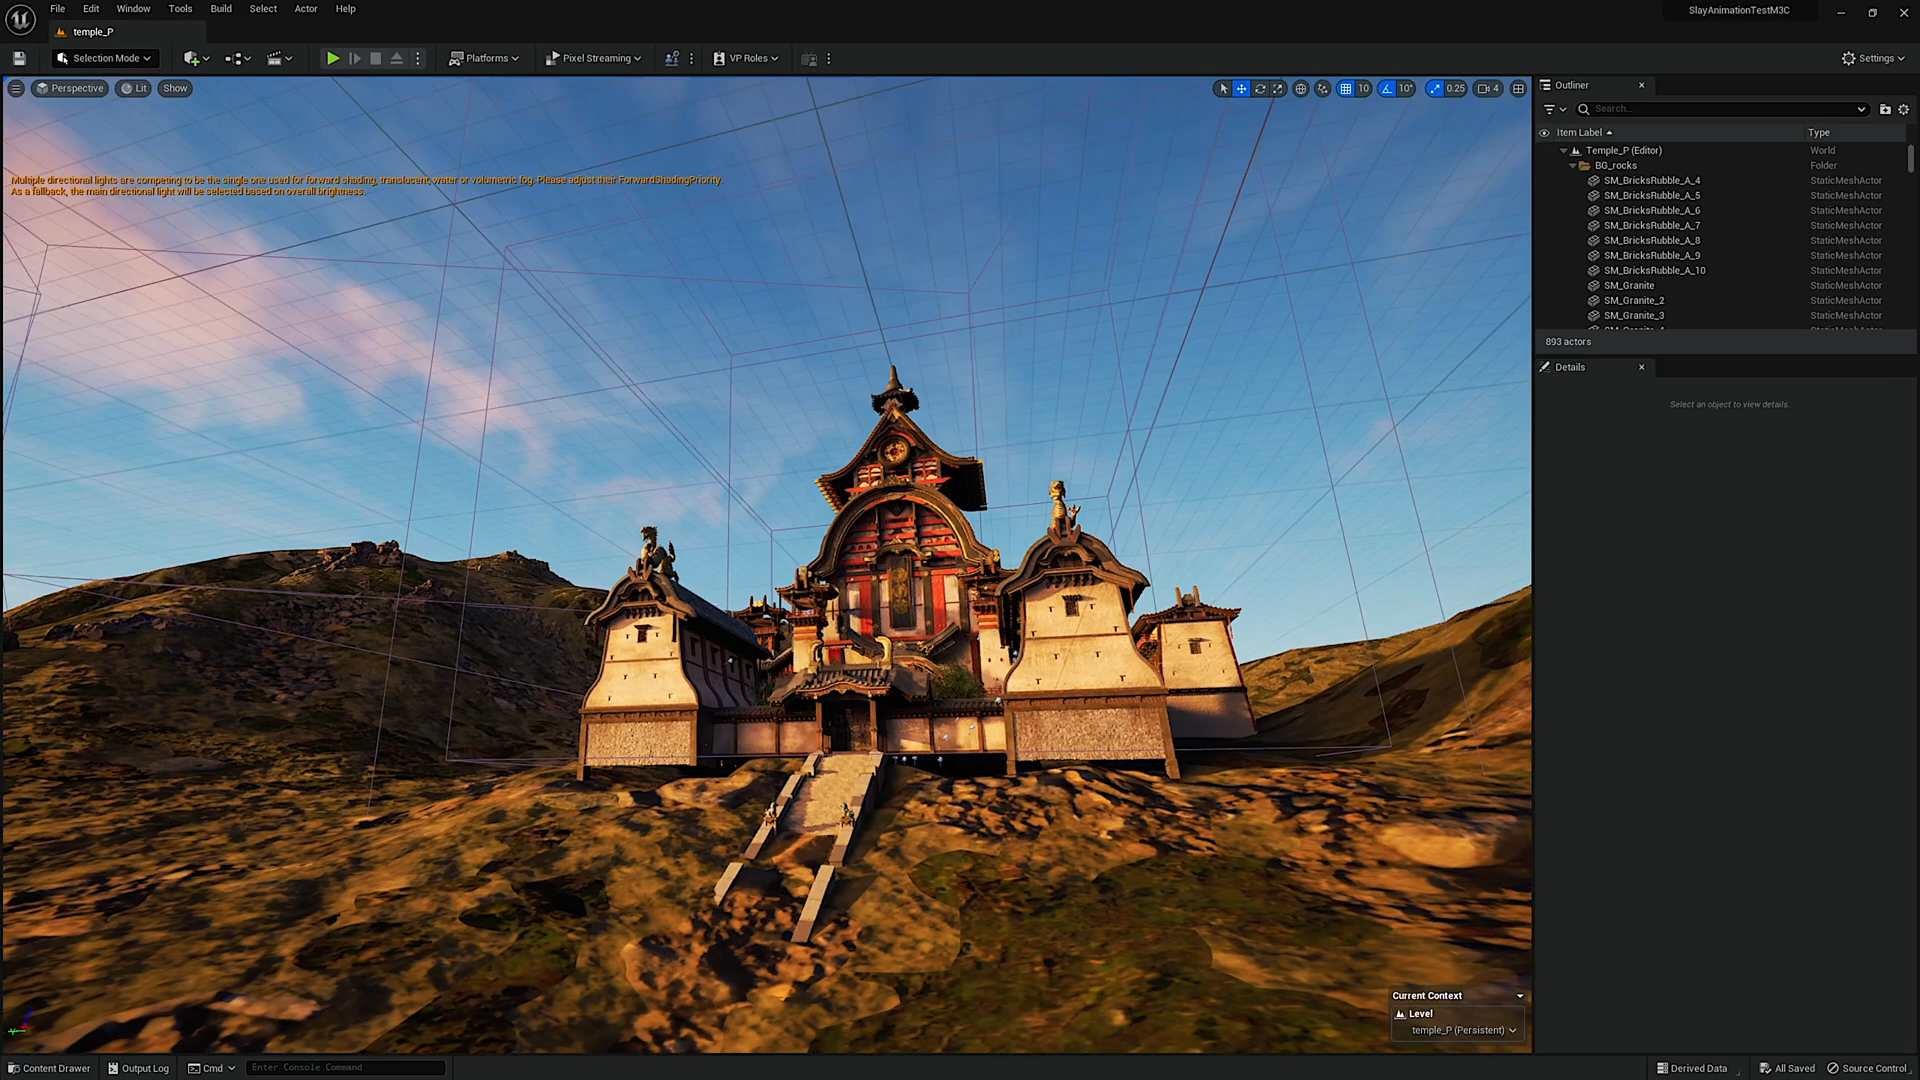 File Edit Window Tools Build Select Actor Help
SlayAnimationTestM3C
temple_P
Selection Mode
Platforms
Pixel Streaming
VP Roles
Settings
Perspective
Lit
Show
10
10°
0.25
4
Multiple directional lights are competing to be the single one used for forward shading, translucent, water or volumetric fog. Please adjust their ForwardShadingPriority.
As a fallback, the main directional light will be selected based on overall brightness.
Outliner
Search...
Item Label Type
Temple_P (Editor) World
BG_rocks Folder
SM_BricksRubble_A_4 StaticMeshActor
SM_BricksRubble_A_5 StaticMeshActor
SM_BricksRubble_A_6 StaticMeshActor
SM_BricksRubble_A_7 StaticMeshActor
SM_BricksRubble_A_8 StaticMeshActor
SM_BricksRubble_A_9 StaticMeshActor
SM_BricksRubble_A_10 StaticMeshActor
SM_Granite StaticMeshActor
SM_Granite_2 StaticMeshActor
SM_Granite_3 StaticMeshActor
893 actors
Details
Select an object to view details.
Current Context
Level
temple_P (Persistent)
Content Drawer
Output Log
Cmd
Enter Console Command
Derived Data
All Saved
Source Control